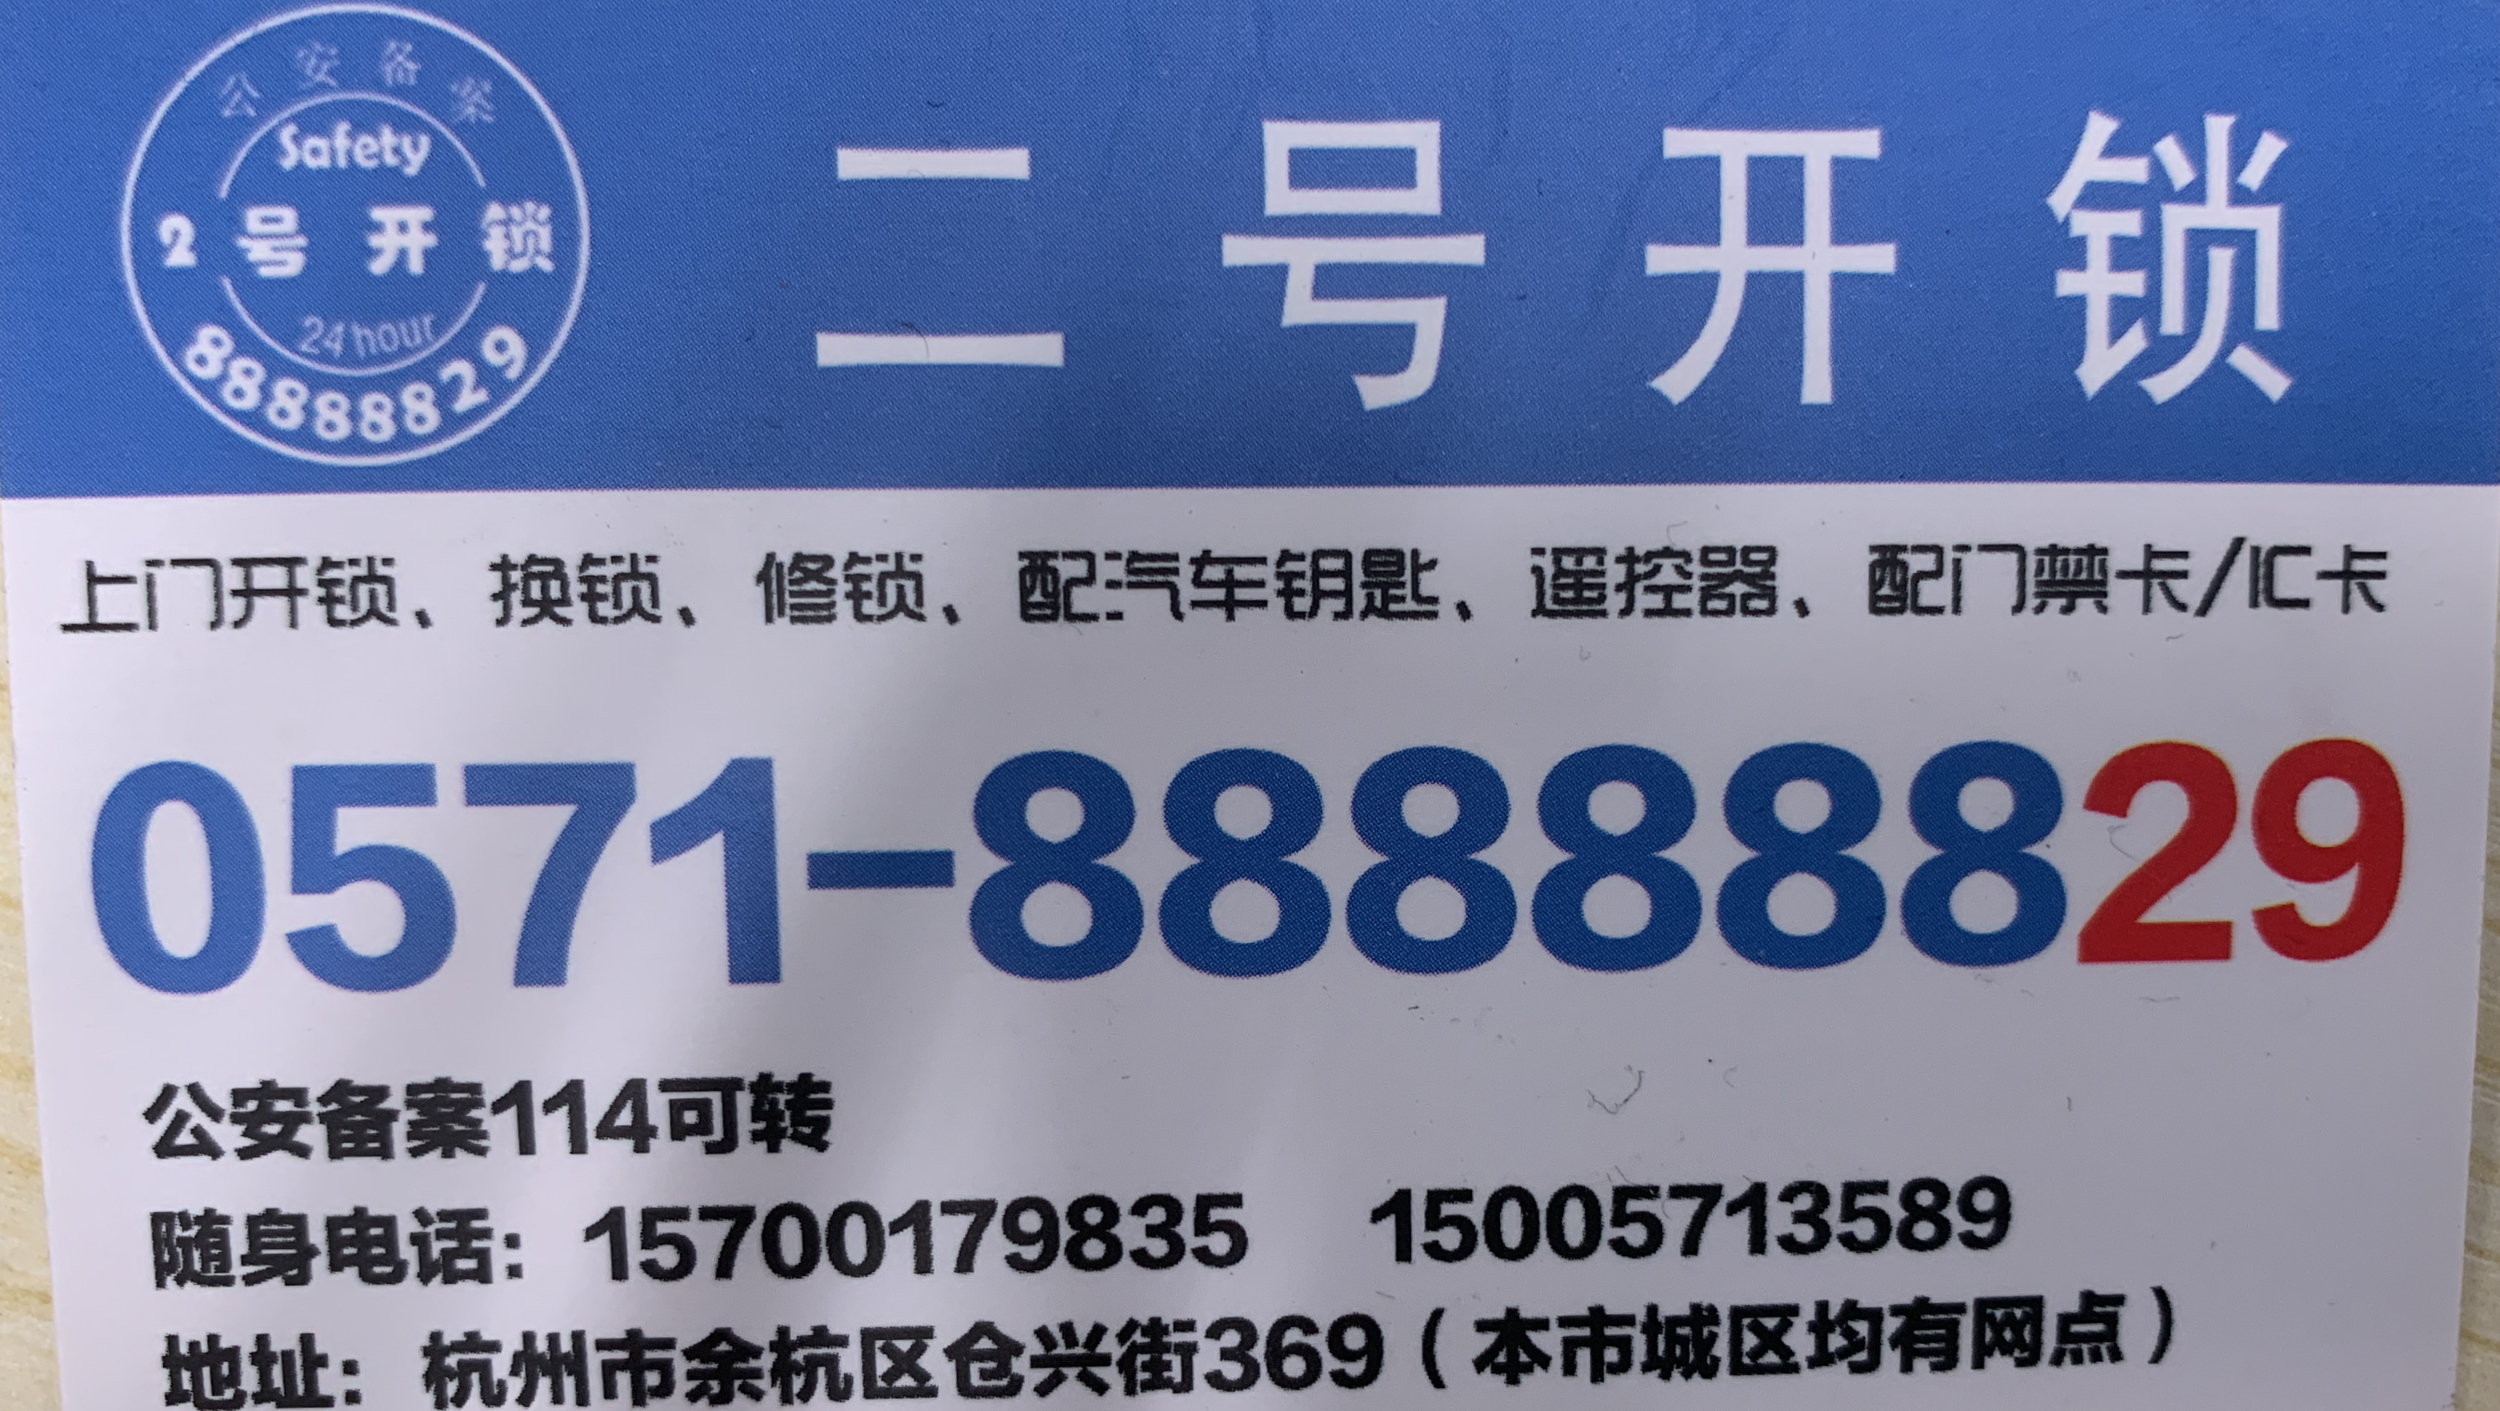 公安备案
Safety
2号开锁
24 hour
88888829
二号开锁
上门开锁、换锁、修锁、配汽车钥匙、遥控器、配门禁卡/IC卡
0571-88888829
公安备案114可转
随身电话：15700179835 15005713589
地址：杭州市余杭区仓兴街369（本市城区均有网点）